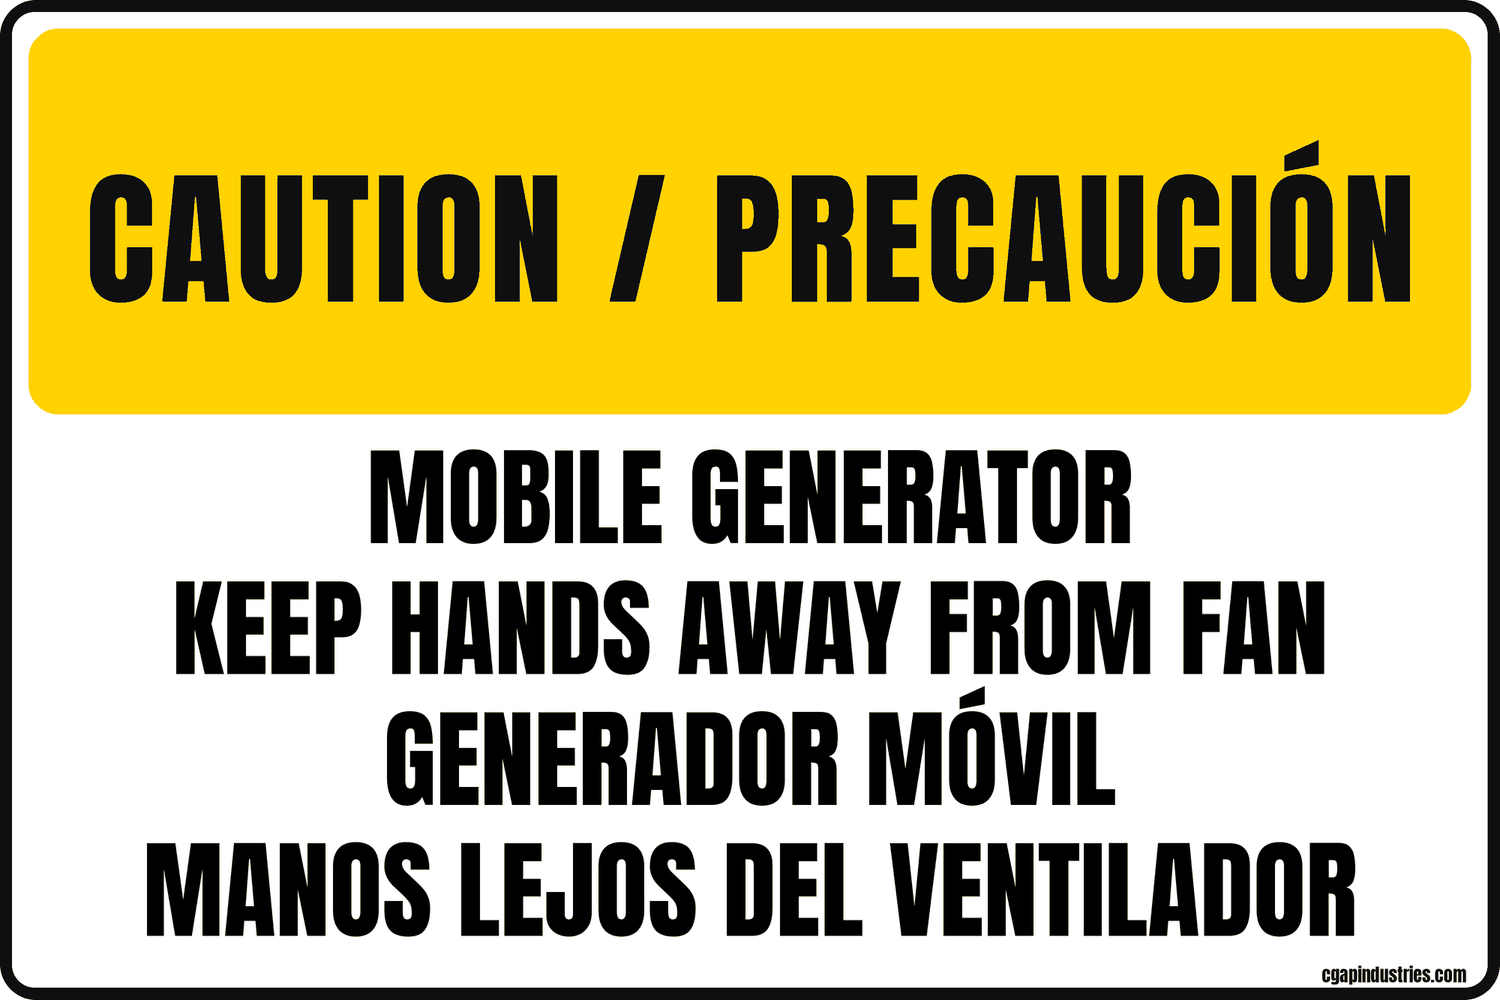 CAUTION / PRECAUCIÓN
MOBILE GENERATOR
KEEP HANDS AWAY FROM FAN
GENERADOR MÓVIL
MANOS LEJOS DEL VENTILADOR
cgapindustries.com